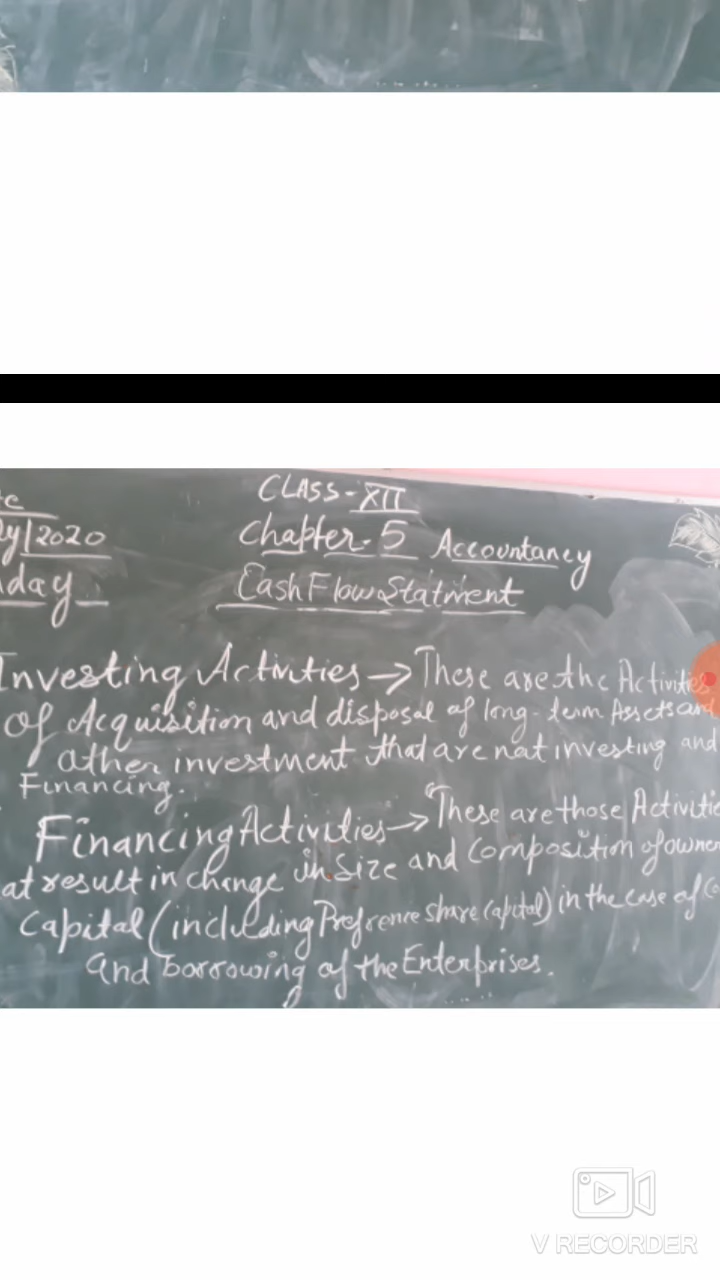 CLASS-XII
y/2020
Chapter-5 Accountancy
day
Cash Flow Statment
Investing Activities → These are the Activities
of Acquisition and disposal of long-term Assets and
other investment that are not investing and
Financing.
Financing Activities → These are those Activitie
at result in change in Size and Composition of owner
Capital (including Prefrence share Capital) in the case of Co
and borrowing of the Enterprises.
V RECORDER